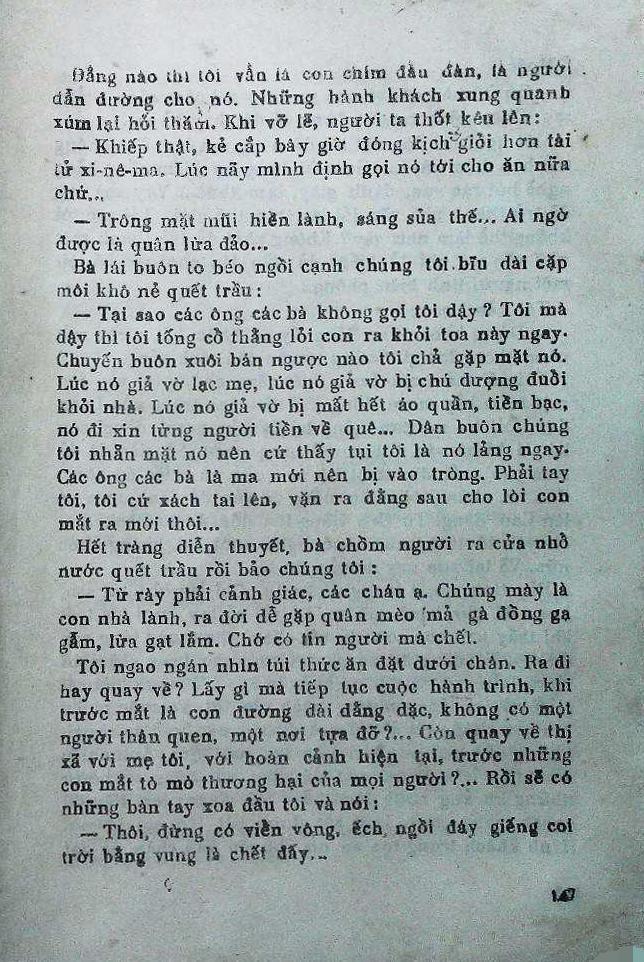 Đằng nào thì tôi vẫn là con chim đầu đàn, là người
dẫn đường cho nó. Những hành khách xung quanh
xúm lại hỏi thăm. Khi vỡ lẽ, người ta thốt kêu lên:
— Khiếp thật, kẻ cắp bây giờ đóng kịch giỏi hơn tài
tử xi-nê-ma. Lúc nãy mình định gọi nó tới cho ăn nữa
chứ...
— Trông mặt mũi hiền lành, sáng sủa thế... Ai ngờ
được là quân lừa đảo...
Bà lái buôn to béo ngồi cạnh chúng tôi bĩu dài cặp
môi khô nẻ quết trầu :
— Tại sao các ông các bà không gọi tôi dậy ? Tôi mà
dậy thì tôi tống cổ thằng lỏi con ra khỏi toa này ngay.
Chuyến buôn xuôi bán ngược nào tôi chả gặp mặt nó.
Lúc nó giả vờ lạc mẹ, lúc nó giả vờ bị chú dượng đuổi
khỏi nhà. Lúc nó giả vờ bị mất hết áo quần, tiền bạc,
nó đi xin từng người tiền về quê... Dân buôn chúng
tôi nhẵn mặt nó nên cứ thấy tụi tôi là nó lảng ngay.
Các ông các bà là ma mới nên bị vào tròng. Phải tay
tôi, tôi cứ xách tai lên, vặn ra đằng sau cho lòi con
mắt ra mới thôi...
Hết tràng diễn thuyết, bà chồm người ra cửa nhổ
nước quết trầu rồi bảo chúng tôi :
— Từ rày phải cảnh giác, các cháu ạ. Chúng mày là
con nhà lành, ra đời dễ gặp quân mèo mả gà đồng gạ
gẫm, lừa gạt lắm. Chớ có tin người mà chết.
Tôi ngao ngán nhìn túi thức ăn đặt dưới chân. Ra đi
hay quay về ? Lấy gì mà tiếp tục cuộc hành trình, khi
trước mắt là con đường dài dằng dặc, không có một
người thân quen, một nơi tựa đỡ ?... Còn quay về thị
xã với mẹ tôi, với hoàn cảnh hiện tại, trước những
con mắt tò mò thương hại của mọi người ?... Rồi sẽ có
những bàn tay xoa đầu tôi và nói :
— Thôi, đừng có viển vông, ếch ngồi đáy giếng coi
trời bằng vung là chết đấy...